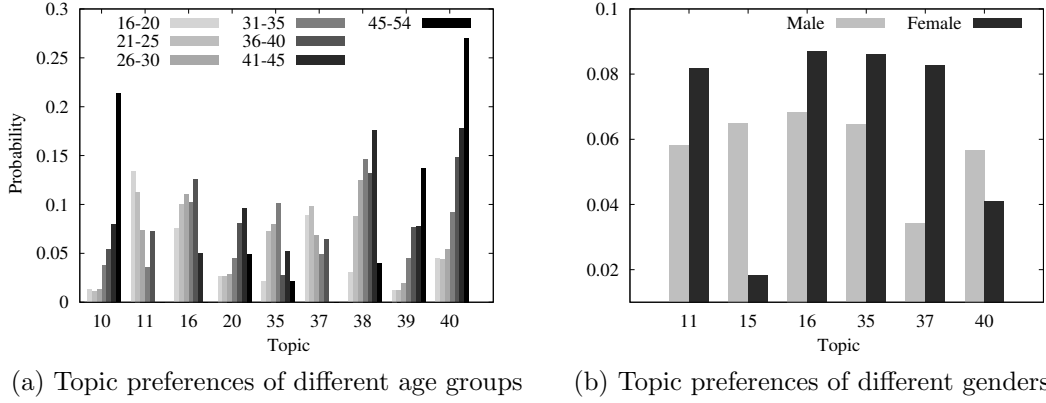 0.3
0.25
0.2
0.15
0.1
0.05
0
Probability
16-20
21-25
26-30
31-35
36-40
41-45
45-54
10 11 16 20 35 37 38 39 40
Topic
(a) Topic preferences of different age groups
0.1
0.08
0.06
0.04
0.02
Male
Female
11 15 16 35 37 40
Topic
(b) Topic preferences of different genders